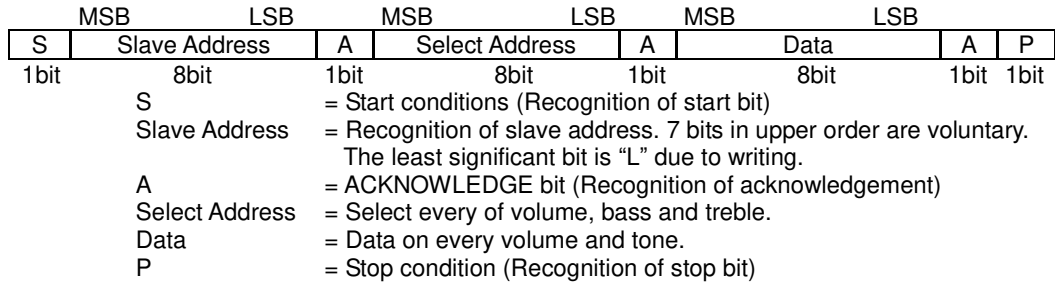 MSB LSB MSB LSB MSB LSB
S Slave Address A Select Address A Data A P
1bit 8bit 1bit 8bit 1bit 8bit 1bit 1bit
S = Start conditions (Recognition of start bit)
Slave Address = Recognition of slave address. 7 bits in upper order are voluntary.
The least significant bit is “L” due to writing.
A = ACKNOWLEDGE bit (Recognition of acknowledgement)
Select Address = Select every of volume, bass and treble.
Data = Data on every volume and tone.
P = Stop condition (Recognition of stop bit)